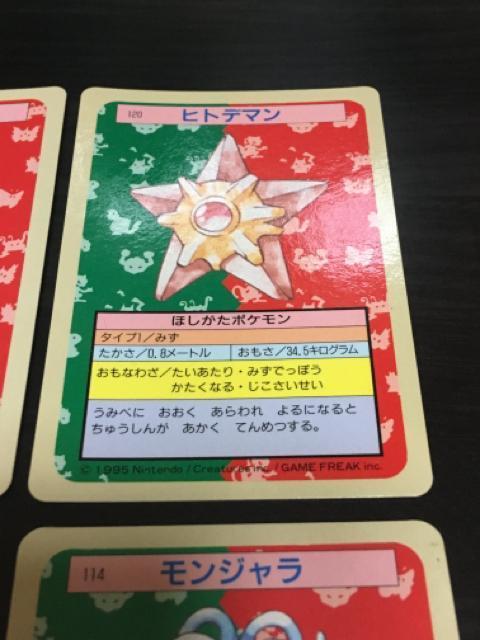 120 ヒトデマン
ほしがたポケモン
タイプ1/みず
たかさ/0.8メートル おもさ/34.5キログラム
おもなわざ/たいあたり・みずでっぽう
かたくなる・じこさいせい
うみべに おおく あらわれ よるになると
ちゅうしんが あかく てんめつする。
© 1995 Nintendo / Creatures inc. / GAME FREAK inc.
114 モンジャラ